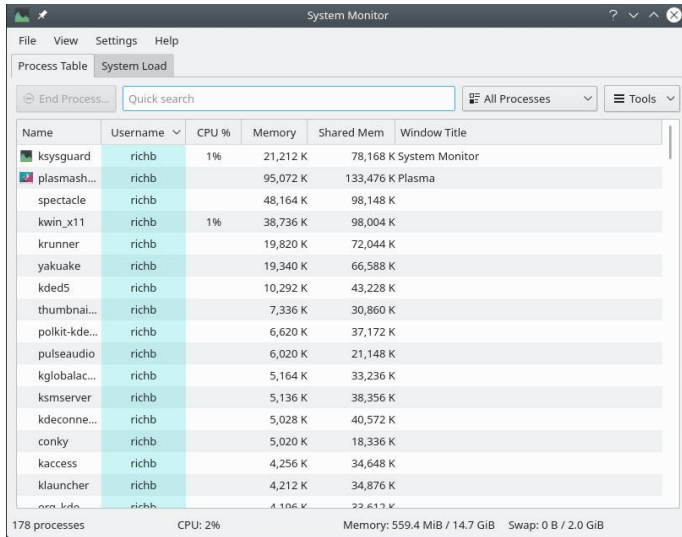 System Monitor
File View Settings Help
Process Table System Load
End Process... Quick search All Processes Tools
Name Username CPU % Memory Shared Mem Window Title
ksysguard richb 1% 21,212 K 78,168 K System Monitor
plasmash... richb 95,072 K 133,476 K Plasma
spectacle richb 48,164 K 98,148 K
kwin_x11 richb 1% 38,736 K 98,004 K
krunner richb 19,820 K 72,044 K
yakuake richb 19,340 K 66,588 K
kded5 richb 10,292 K 43,228 K
thumbnai... richb 7,336 K 30,860 K
polkit-kde... richb 6,620 K 37,172 K
pulseaudio richb 6,020 K 21,148 K
kglobalac... richb 5,164 K 33,236 K
ksmserver richb 5,136 K 38,356 K
kdeconne... richb 5,028 K 40,572 K
conky richb 5,020 K 18,336 K
kaccess richb 4,256 K 34,648 K
klauncher richb 4,212 K 34,876 K
org_kde... richb 4,196 K 33,612 K
178 processes CPU: 2% Memory: 559.4 MiB / 14.7 GiB Swap: 0 B / 2.0 GiB